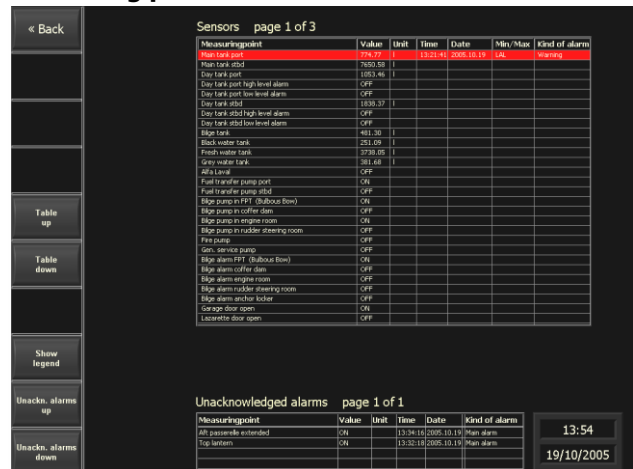 « Back
Table
up
Table
down
Show
legend
Unackn. alarms
up
Unackn. alarms
down
Sensors page 1 of 3
Measuringpoint Value Unit Time Date Min/Max Kind of alarm
Main tank port 774.77 l 13:21:41 2005.10.19 LAL Warning
Main tank stbd 7650.58 l
Day tank port 1053.46 l
Day tank port high level alarm OFF
Day tank port low level alarm OFF
Day tank stbd 1838.37 l
Day tank stbd high level alarm OFF
Day tank stbd low level alarm OFF
Bilge tank 481.30 l
Black water tank 251.09 l
Fresh water tank 3738.05 l
Grey water tank 381.68 l
Alfa Laval OFF
Fuel transfer pump port ON
Fuel transfer pump stbd OFF
Bilge pump in FPT (Bulbous Bow) ON
Bilge pump in coffer dam OFF
Bilge pump in engine room OFF
Bilge pump in rudder steering room OFF
Fire pump OFF
Gen. service pump OFF
Bilge alarm FPT (Bulbous Bow) ON
Bilge alarm coffer dam OFF
Bilge alarm engine room OFF
Bilge alarm rudder steering room OFF
Bilge alarm anchor locker OFF
Garage door open ON
Lazarette door open OFF
Unacknowledged alarms page 1 of 1
Measuringpoint Value Unit Time Date Kind of alarm
Aft passerelle extended ON 13:34:16 2005.10.19 Main alarm
Top lantern ON 13:32:18 2005.10.19 Main alarm
13:54
19/10/2005